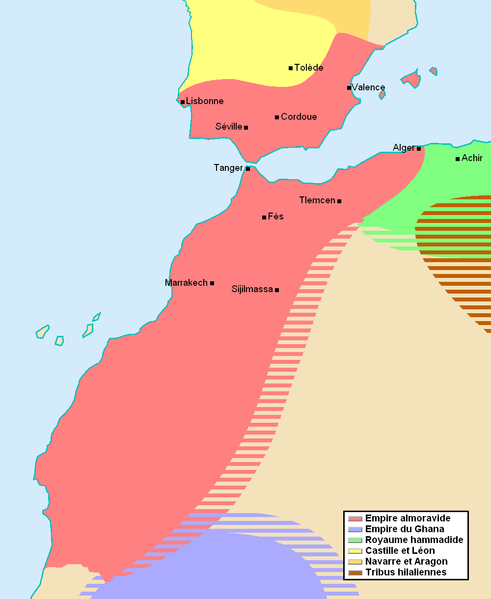 Tolède
Valence
Lisbonne
Cordoue
Séville
Alger
Achir
Tanger
Tlemcen
Fès
Marrakech
Sijilmassa
Empire almoravide
Empire du Ghana
Royaume hammadide
Castille et Léon
Navarre et Aragon
Tribus hilaliennes